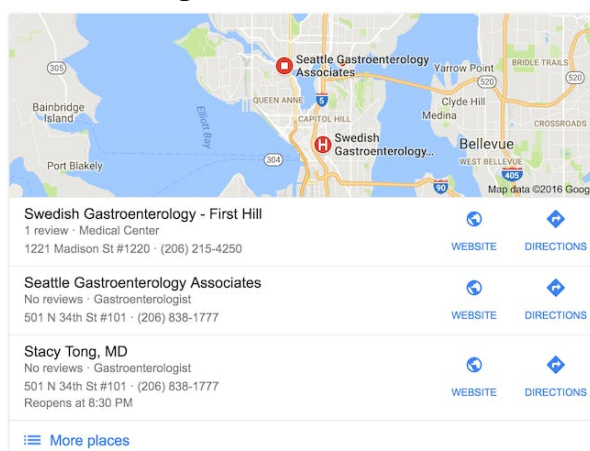 305
Seattle Gastroenterology
Associates
Yarrow Point
BRIDLE TRAILS
520
520
Bainbridge
Island
QUEEN ANNE
5
Clyde Hill
Elliott Bay
CAPITOL HILL
Medina
CROSSROADS
H
Swedish
Gastroenterology...
Bellevue
Port Blakely
304
WEST BELLEVUE
405
90
Map data ©2016 Goog
Swedish Gastroenterology - First Hill
1 review · Medical Center
1221 Madison St #1220 · (206) 215-4250
WEBSITE
DIRECTIONS
Seattle Gastroenterology Associates
No reviews · Gastroenterologist
501 N 34th St #101 · (206) 838-1777
WEBSITE
DIRECTIONS
Stacy Tong, MD
No reviews · Gastroenterologist
501 N 34th St #101 · (206) 838-1777
Reopens at 8:30 PM
WEBSITE
DIRECTIONS
More places